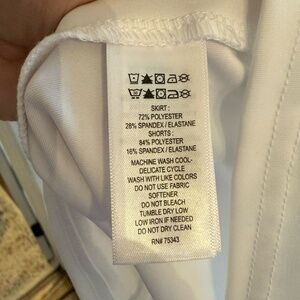 SKIRT :
72% POLYESTER
28% SPANDEX / ELASTANE
SHORTS :
84% POLYESTER
16% SPANDEX / ELASTANE
MACHINE WASH COOL-
DELICATE CYCLE
WASH WITH LIKE COLORS
DO NOT USE FABRIC
SOFTENER
DO NOT BLEACH
TUMBLE DRY LOW
LOW IRON IF NEEDED
DO NOT DRY CLEAN
RN# 75343